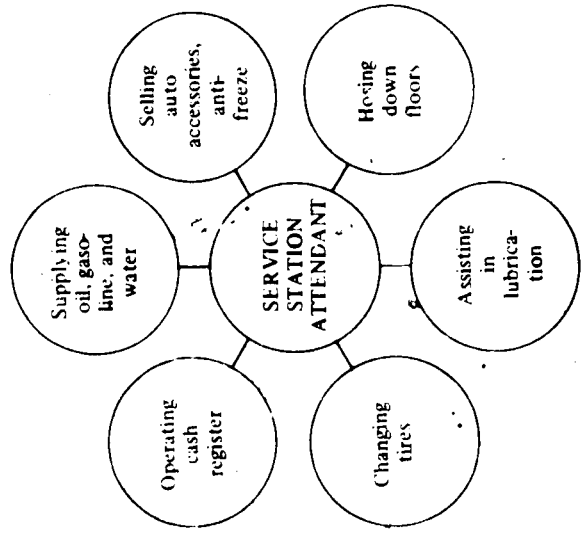 Supplying
oil, gaso-
line, and
water
Operating
cash
register
Selling
auto
accessories,
anti-
freeze
SERVICE
STATION
ATTENDANT
Changing
tires
Hosing
down
floors
Assisting
in
lubrica-
tion